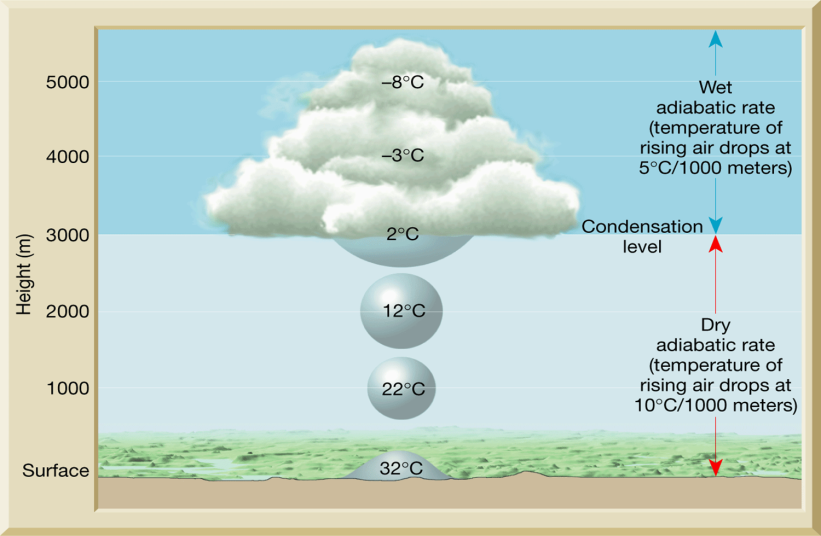 5000
–8°C
Wet
adiabatic rate
(temperature of
rising air drops at
5°C/1000 meters)
4000
–3°C
3000
2°C
Condensation
level
Height (m)
2000
12°C
Dry
adiabatic rate
(temperature of
rising air drops at
10°C/1000 meters)
1000
22°C
Surface
32°C